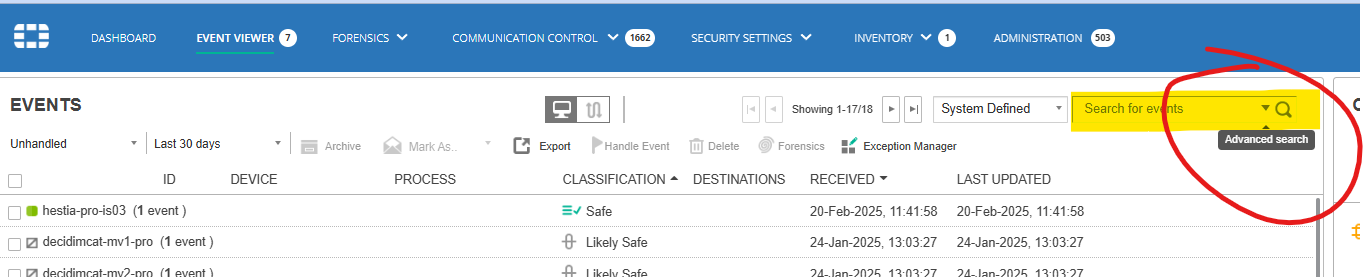 DASHBOARD EVENT VIEWER 7 FORENSICS COMMUNICATION CONTROL 1662 SECURITY SETTINGS INVENTORY 1 ADMINISTRATION 503
EVENTS Showing 1-17/18 System Defined Search for events
Advanced search
Unhandled Last 30 days Archive Mark As.. Export Handle Event Delete Forensics Exception Manager
ID DEVICE PROCESS CLASSIFICATION DESTINATIONS RECEIVED LAST UPDATED
hestia-pro-is03 (1 event ) Safe 20-Feb-2025, 11:41:58 20-Feb-2025, 11:41:58
decidimcat-mv1-pro (1 event ) Likely Safe 24-Jan-2025, 13:03:27 24-Jan-2025, 13:03:27
decidimcat-mv2-pro (1 event ) Likely Safe 24-Jan-2025, 13:03:27 24-Jan-2025, 13:03:27